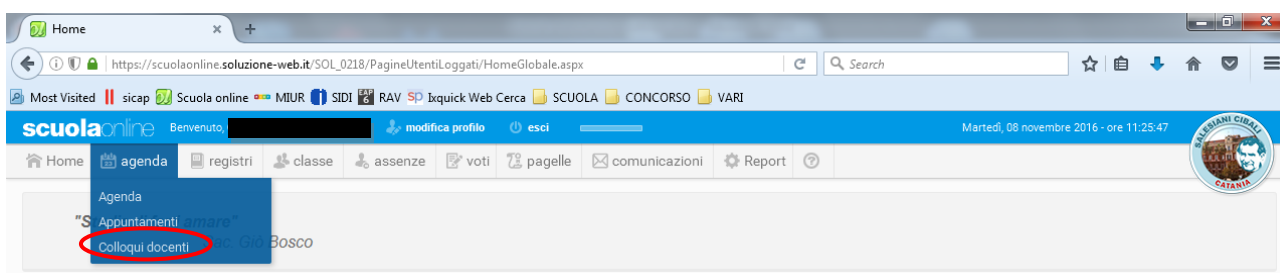 Home × +
https://scuolaonline.soluzione-web.it/SOL_0218/PagineUtentiLoggati/HomeGlobale.aspx Search
Most Visited sicap Scuola online MIUR SIDI RAV Ixquick Web Cerca SCUOLA CONCORSO VARI
scuolaonline Benvenuto, modifica profilo esci Martedì, 08 novembre 2016 - ore 11:25:47
SALESIANI CIBALI
CATANIA
Home agenda registri classe assenze voti pagelle comunicazioni Report ?
Agenda
Appuntamenti amare"
Colloqui docenti Bosco